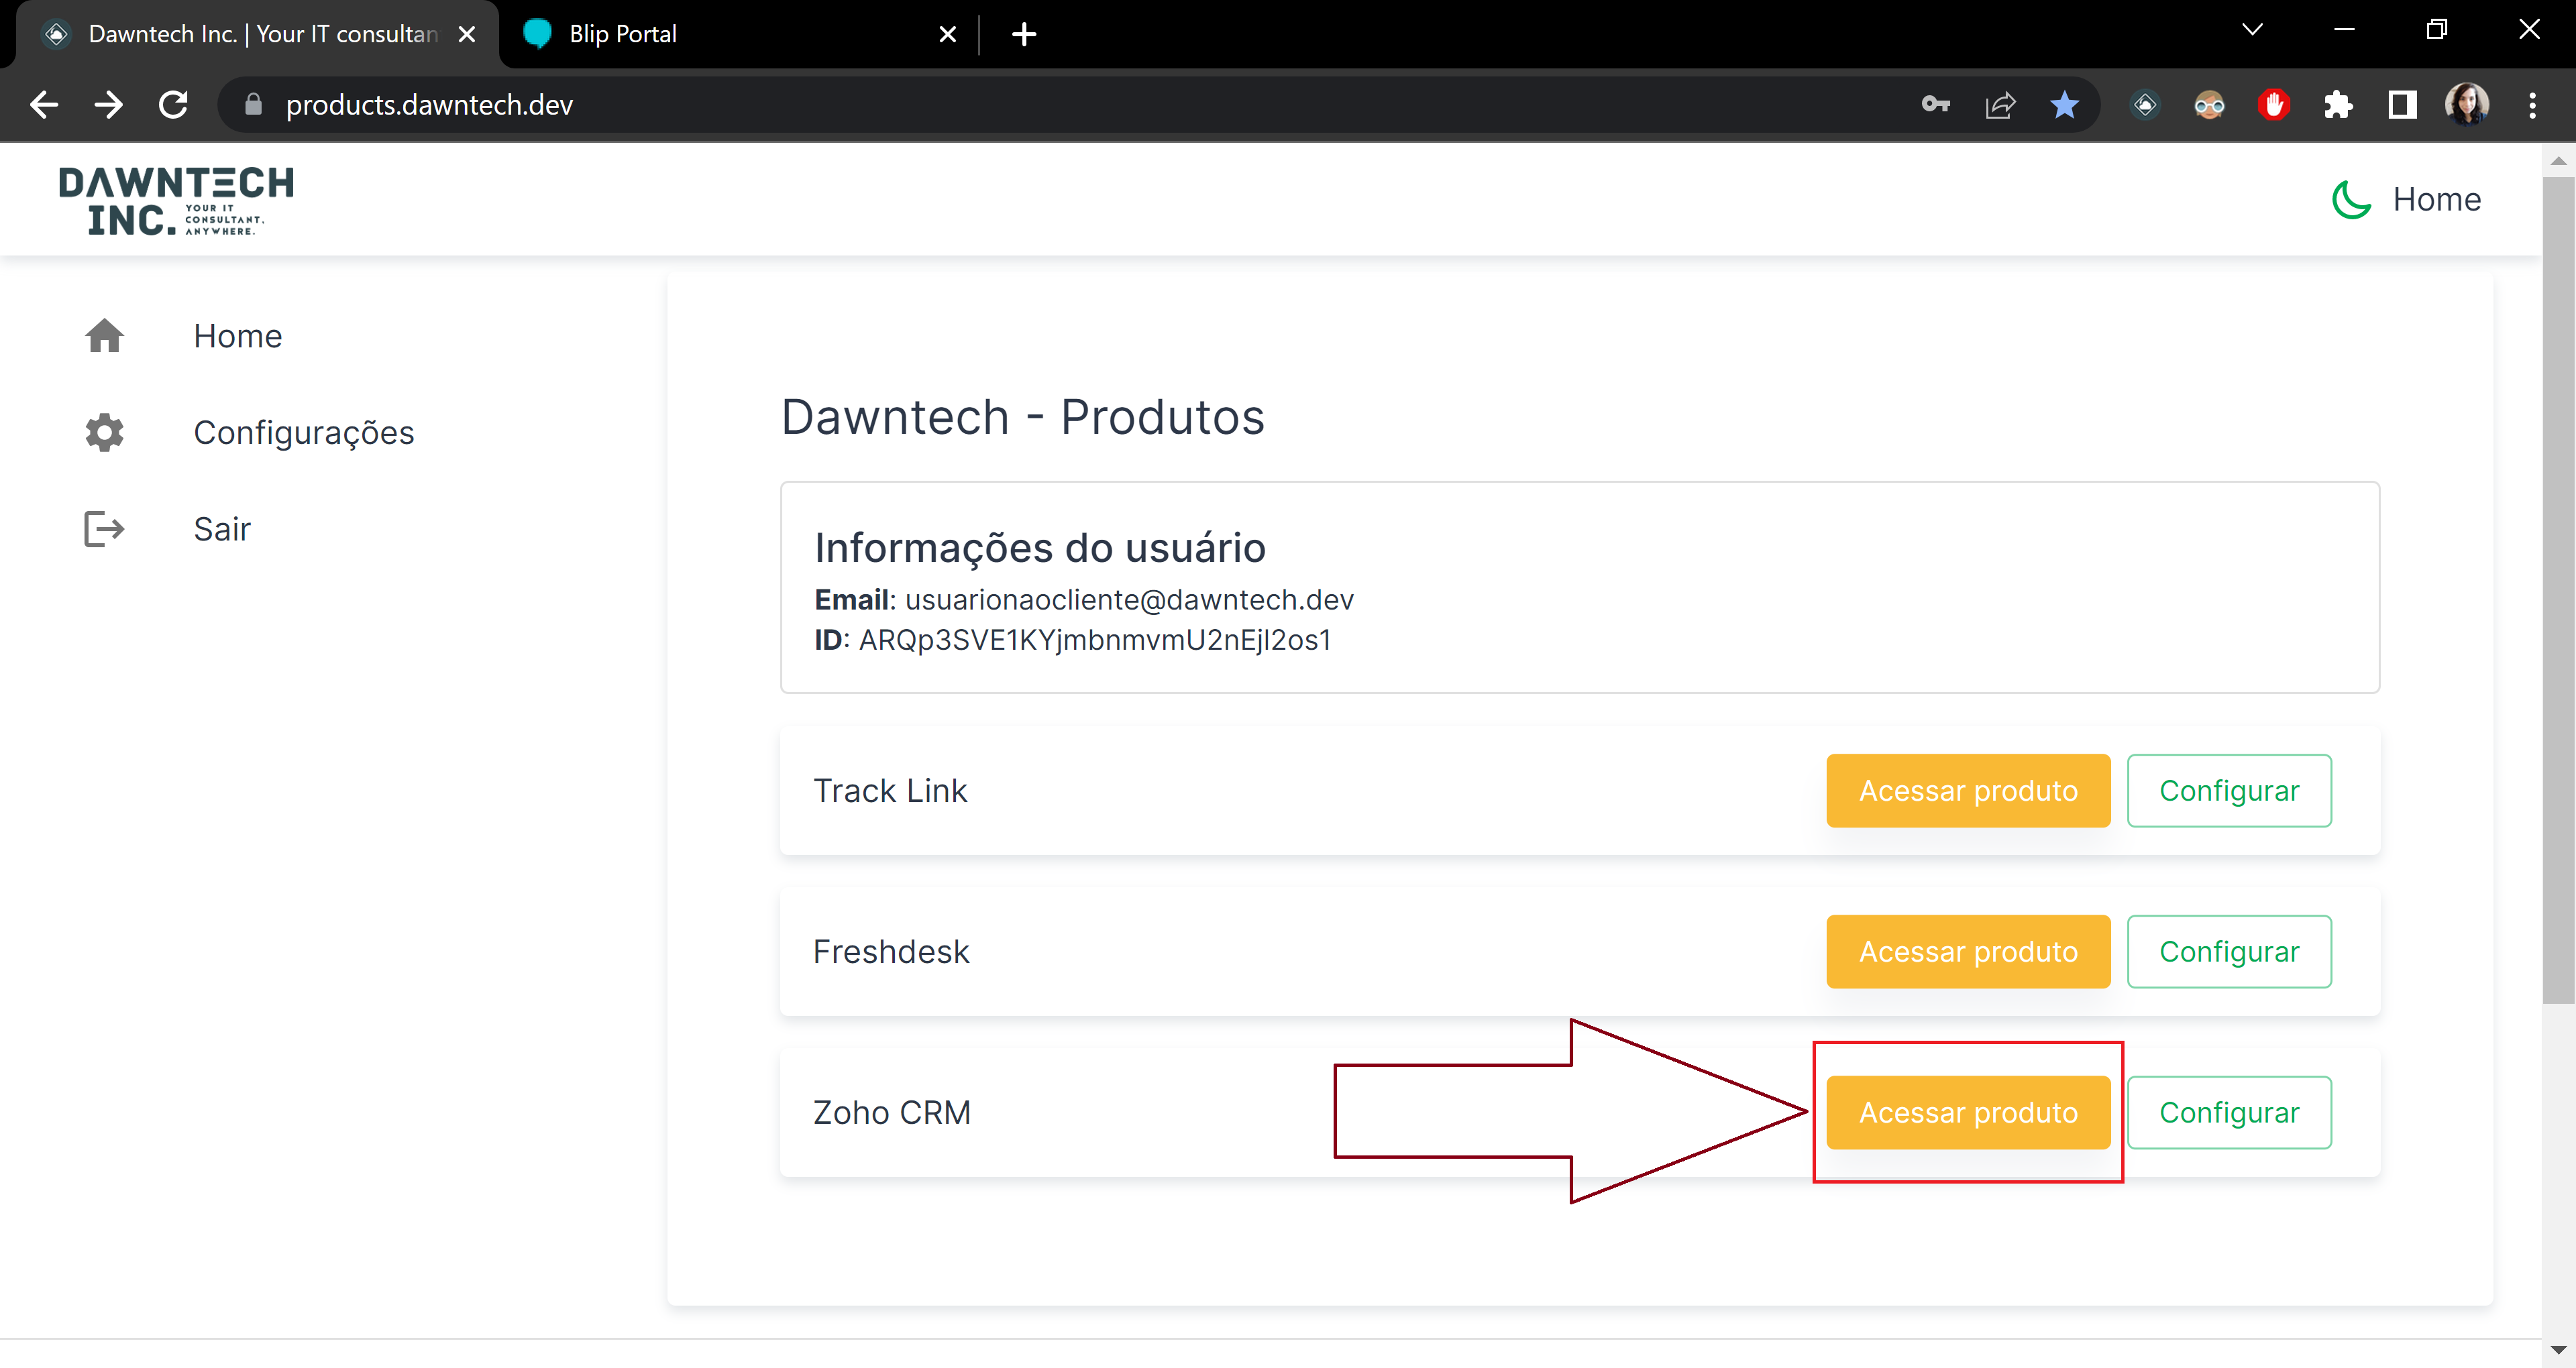 Dawntech Inc. | Your IT consultan
Blip Portal
products.dawntech.dev
DAWNTECH
INC. YOUR IT
CONSULTANT.
ANYWHERE.
Home
Home
Configurações
Sair
Dawntech - Produtos
Informações do usuário
Email: usuarionaocliente@dawntech.dev
ID: ARQp3SVE1KYjmbnmvmU2nEjl2os1
Track Link Acessar produto Configurar
Freshdesk Acessar produto Configurar
Zoho CRM Acessar produto Configurar